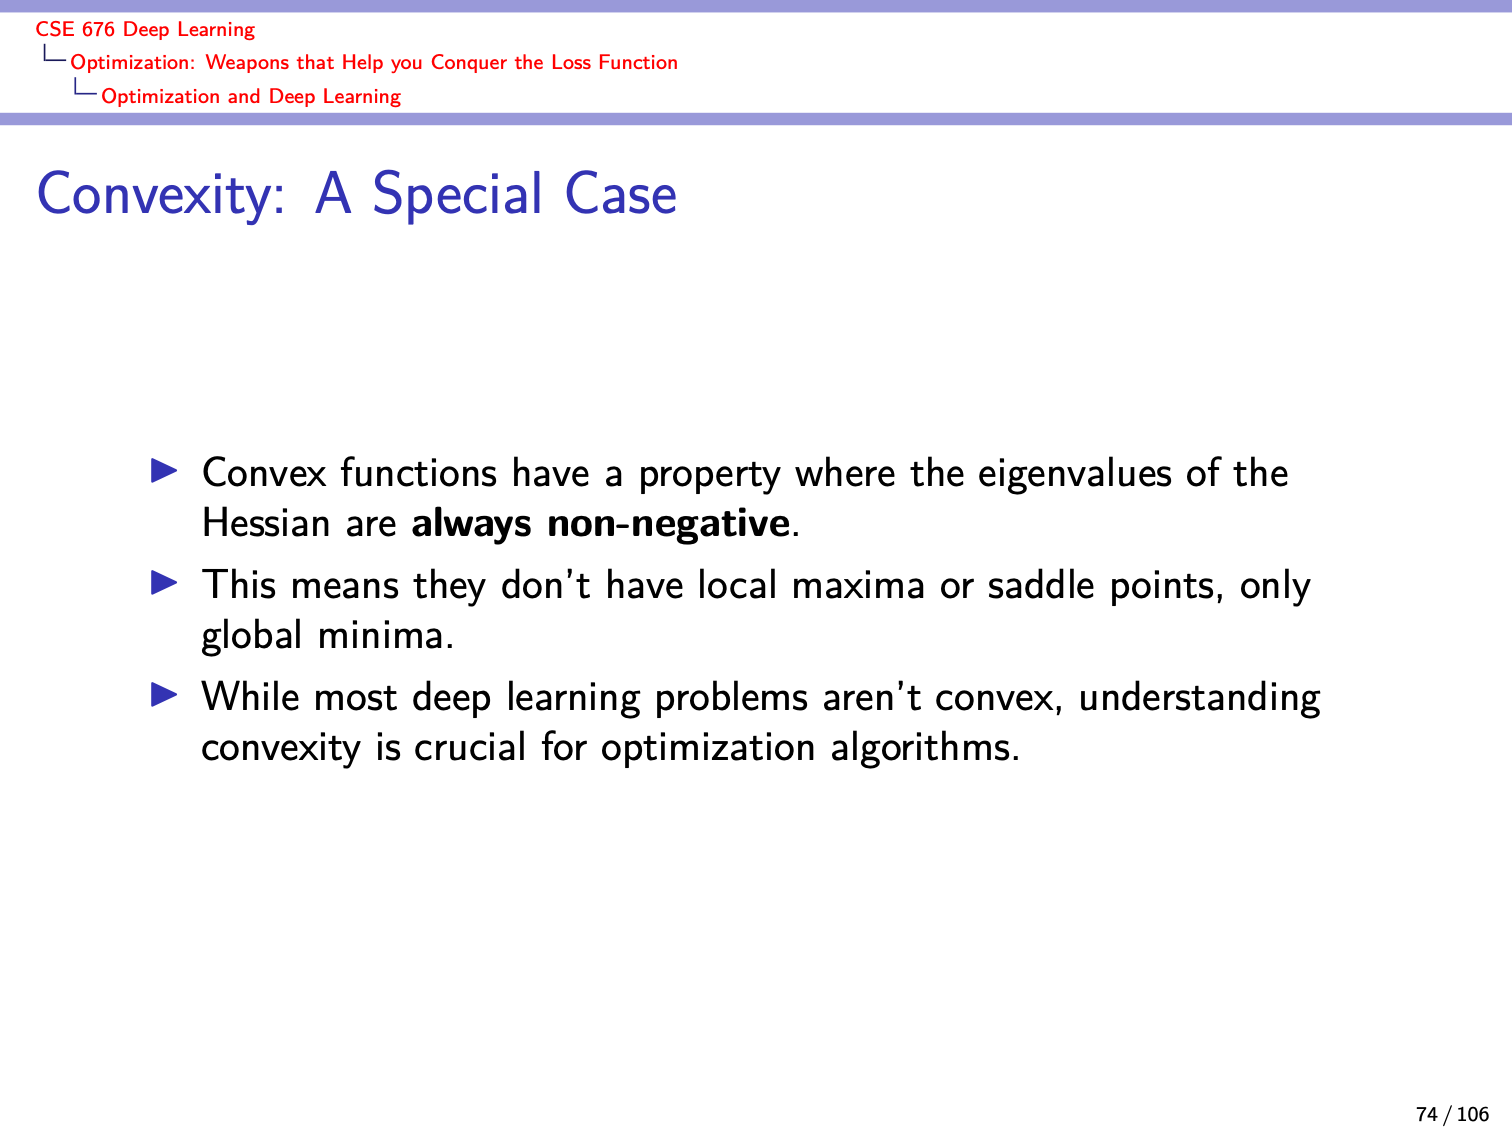 CSE 676 Deep Learning
Optimization: Weapons that Help you Conquer the Loss Function
Optimization and Deep Learning
Convexity: A Special Case
Convex functions have a property where the eigenvalues of the
Hessian are always non-negative.
This means they don't have local maxima or saddle points, only
global minima.
While most deep learning problems aren't convex, understanding
convexity is crucial for optimization algorithms.
74 / 106